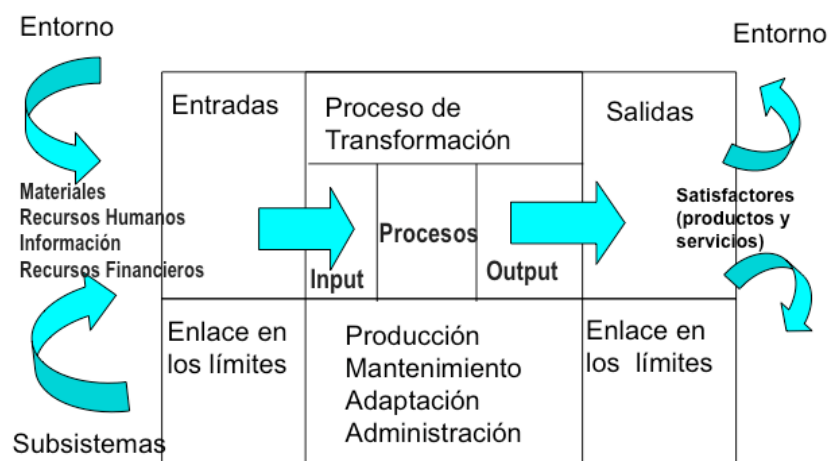 Entorno
Entorno
Entradas
Proceso de
Transformación
Salidas
Materiales
Recursos Humanos
Información
Recursos Financieros
Input
Procesos
Output
Satisfactores
(productos y
servicios)
Enlace en
los límites
Producción
Mantenimiento
Adaptación
Administración
Enlace en
los límites
Subsistemas